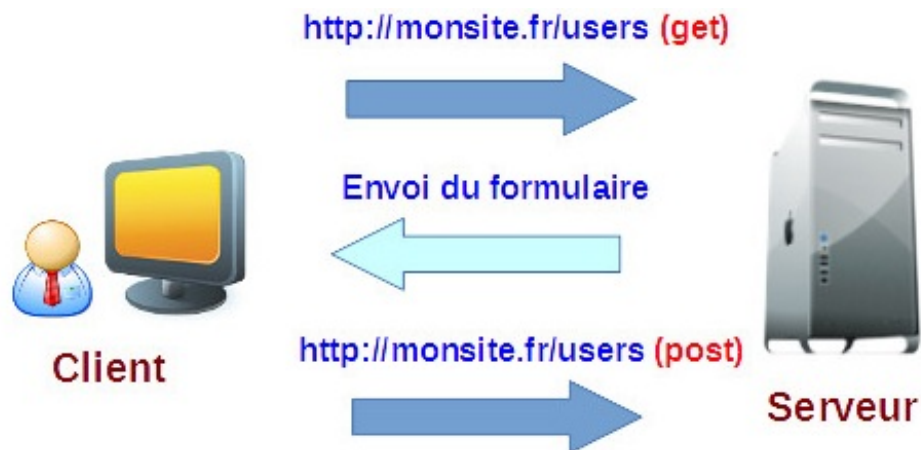 http://monsite.fr/users (get)
Envoi du formulaire
Client
http://monsite.fr/users (post)
Serveur